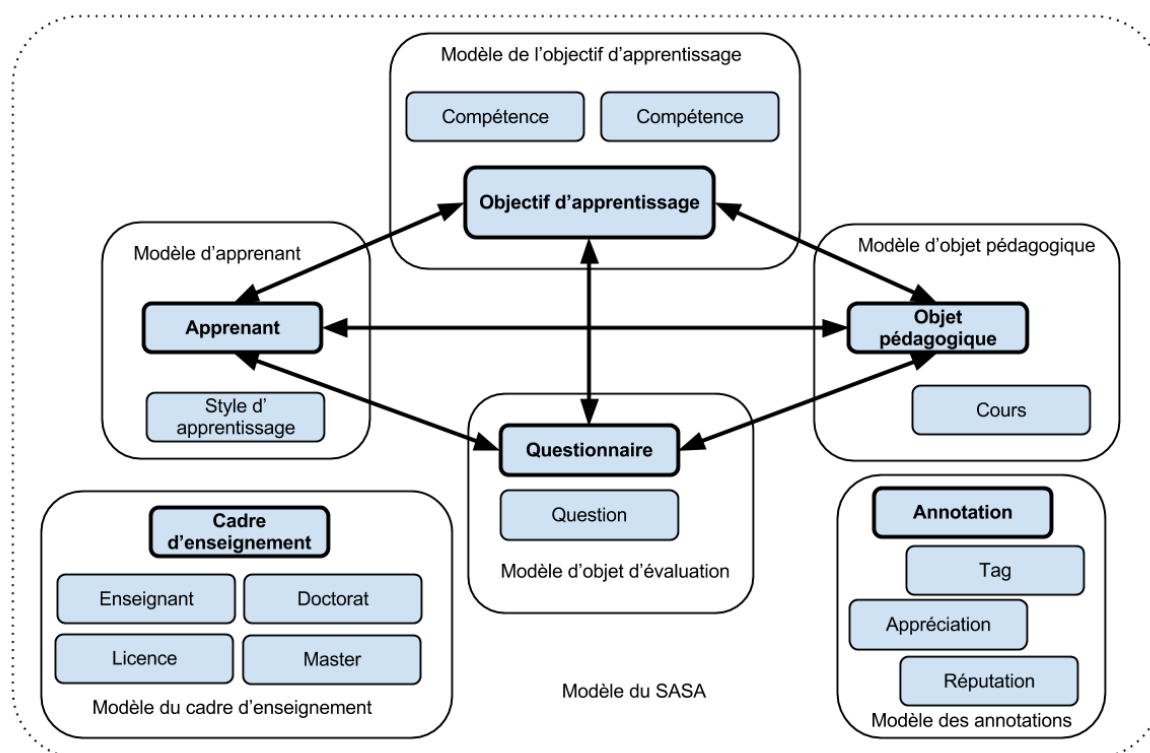 Modèle de l’objectif d’apprentissage
Compétence
Compétence
Objectif d’apprentissage
Modèle d’apprenant
Apprenant
Style d’
apprentissage
Modèle d’objet pédagogique
Objet
pédagogique
Cours
Questionnaire
Question
Modèle d’objet d’évaluation
Cadre
d’enseignement
Enseignant
Doctorat
Licence
Master
Modèle du cadre d’enseignement
Modèle du SASA
Annotation
Tag
Appréciation
Réputation
Modèle des annotations